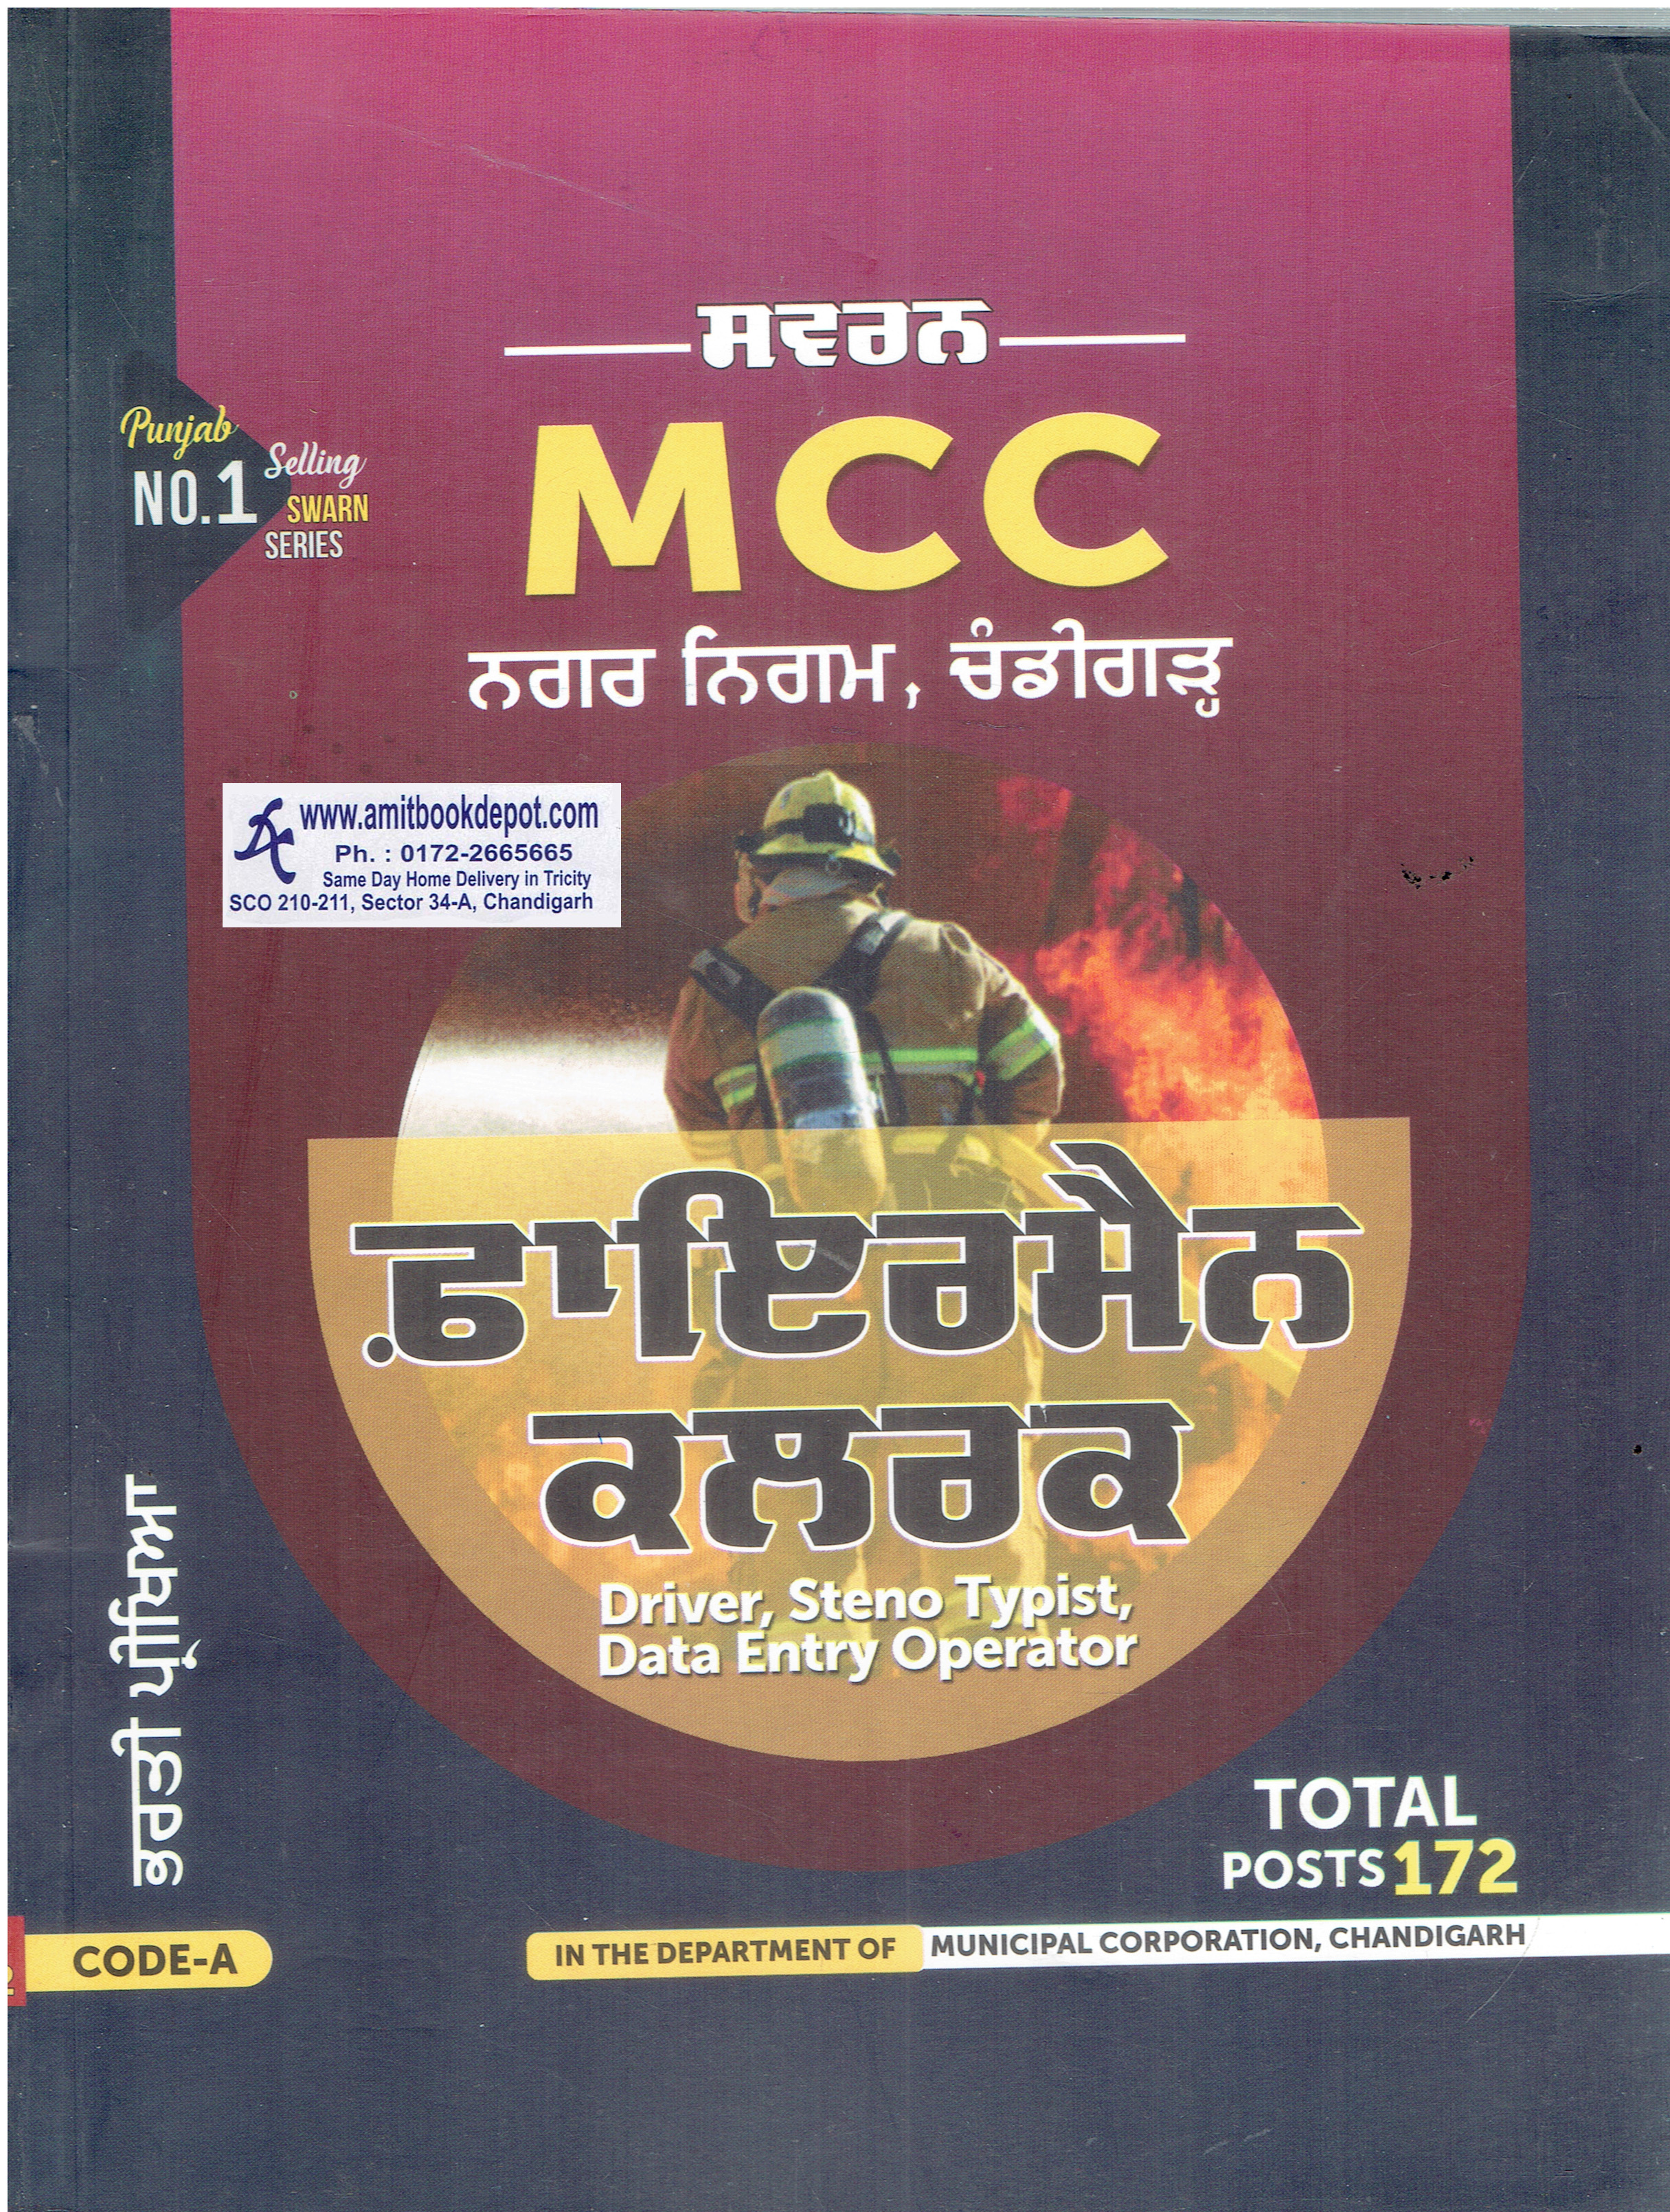 ਸਵਰਨ
MCC
Punjab
NO.1 Selling
SWARN
SERIES
ਨਗਰ ਨਿਗਮ, ਚੰਡੀਗੜ੍ਹ
www.amitbookdepot.com
Ph. : 0172-2665665
Same Day Home Delivery in Tricity
SCO 210-211, Sector 34-A, Chandigarh
ਫ਼ਾਇਰਮੈਨ
ਕਲਰਕ
Driver, Steno Typist,
Data Entry Operator
ਭਰਤੀ ਪ੍ਰੀਖਿਆ
TOTAL
POSTS 172
CODE-A
IN THE DEPARTMENT OF MUNICIPAL CORPORATION, CHANDIGARH